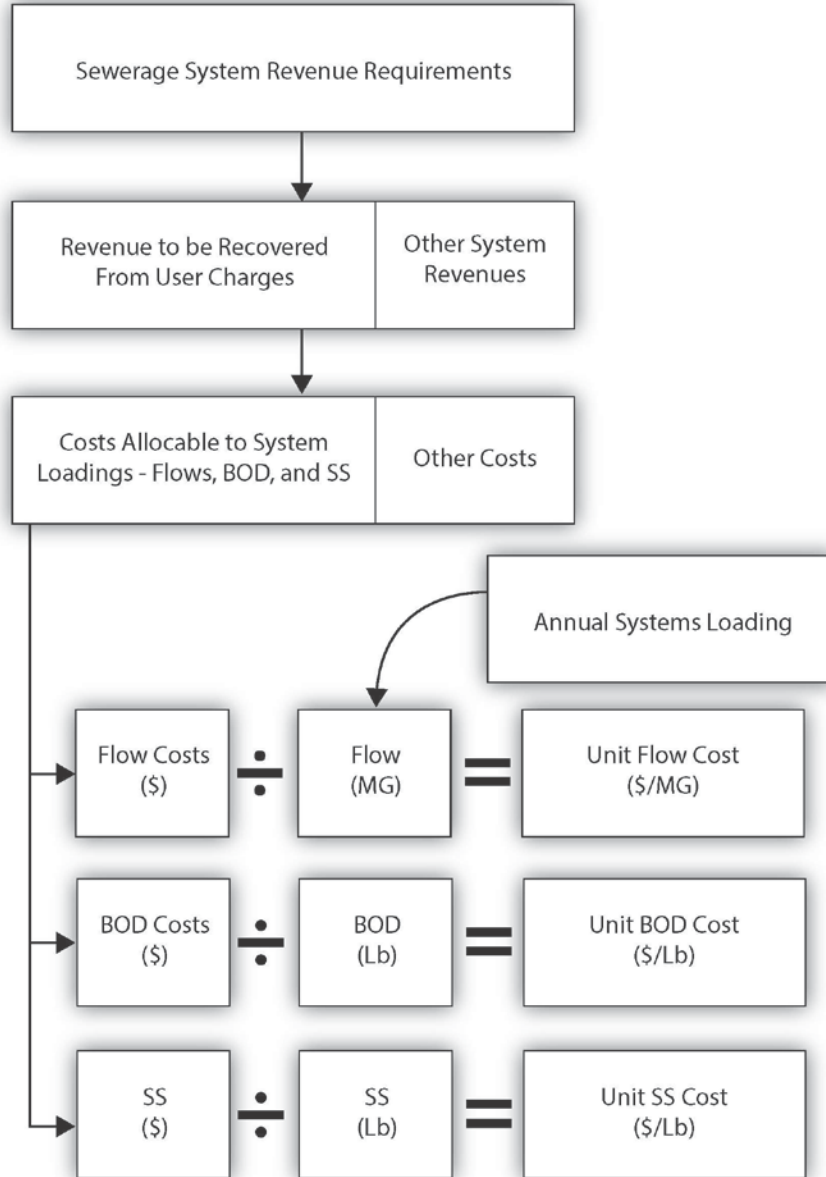 Sewerage System Revenue Requirements
Revenue to be Recovered
From User Charges
Other System
Revenues
Costs Allocable to System
Loadings - Flows, BOD, and SS
Other Costs
Annual Systems Loading
Flow Costs
($)
÷
Flow
(MG)
=
Unit Flow Cost
($/MG)
BOD Costs
($)
÷
BOD
(Lb)
=
Unit BOD Cost
($/Lb)
SS
($)
÷
SS
(Lb)
=
Unit SS Cost
($/Lb)